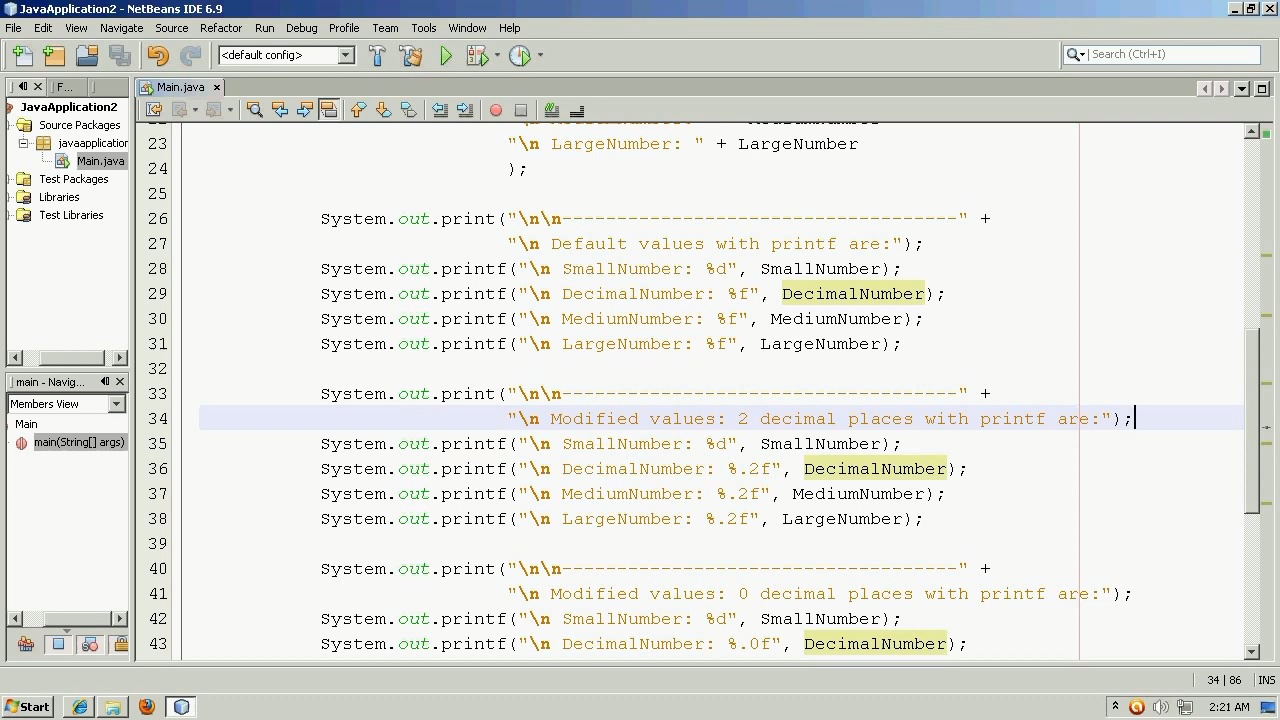 JavaApplication2 - NetBeans IDE 6.9
File Edit View Navigate Source Refactor Run Debug Profile Team Tools Window Help
<default config>
Search (Ctrl+I)
F...
Main.java
JavaApplication2
Source Packages
javaapplication
Main.java
Test Packages
Libraries
Test Libraries
main - Navig...
Members View
Main
main(String[] args)
23 "\n LargeNumber: " + LargeNumber
24 );
25
26 System.out.print("\n\n------------------------------------" +
27 "\n Default values with printf are:");
28 System.out.printf("\n SmallNumber: %d", SmallNumber);
29 System.out.printf("\n DecimalNumber: %f", DecimalNumber);
30 System.out.printf("\n MediumNumber: %f", MediumNumber);
31 System.out.printf("\n LargeNumber: %f", LargeNumber);
32
33 System.out.print("\n\n------------------------------------" +
34 "\n Modified values: 2 decimal places with printf are:");
35 System.out.printf("\n SmallNumber: %d", SmallNumber);
36 System.out.printf("\n DecimalNumber: %.2f", DecimalNumber);
37 System.out.printf("\n MediumNumber: %.2f", MediumNumber);
38 System.out.printf("\n LargeNumber: %.2f", LargeNumber);
39
40 System.out.print("\n\n------------------------------------" +
41 "\n Modified values: 0 decimal places with printf are:");
42 System.out.printf("\n SmallNumber: %d", SmallNumber);
43 System.out.printf("\n DecimalNumber: %.0f", DecimalNumber);
34 | 86 INS
Start
2:21 AM